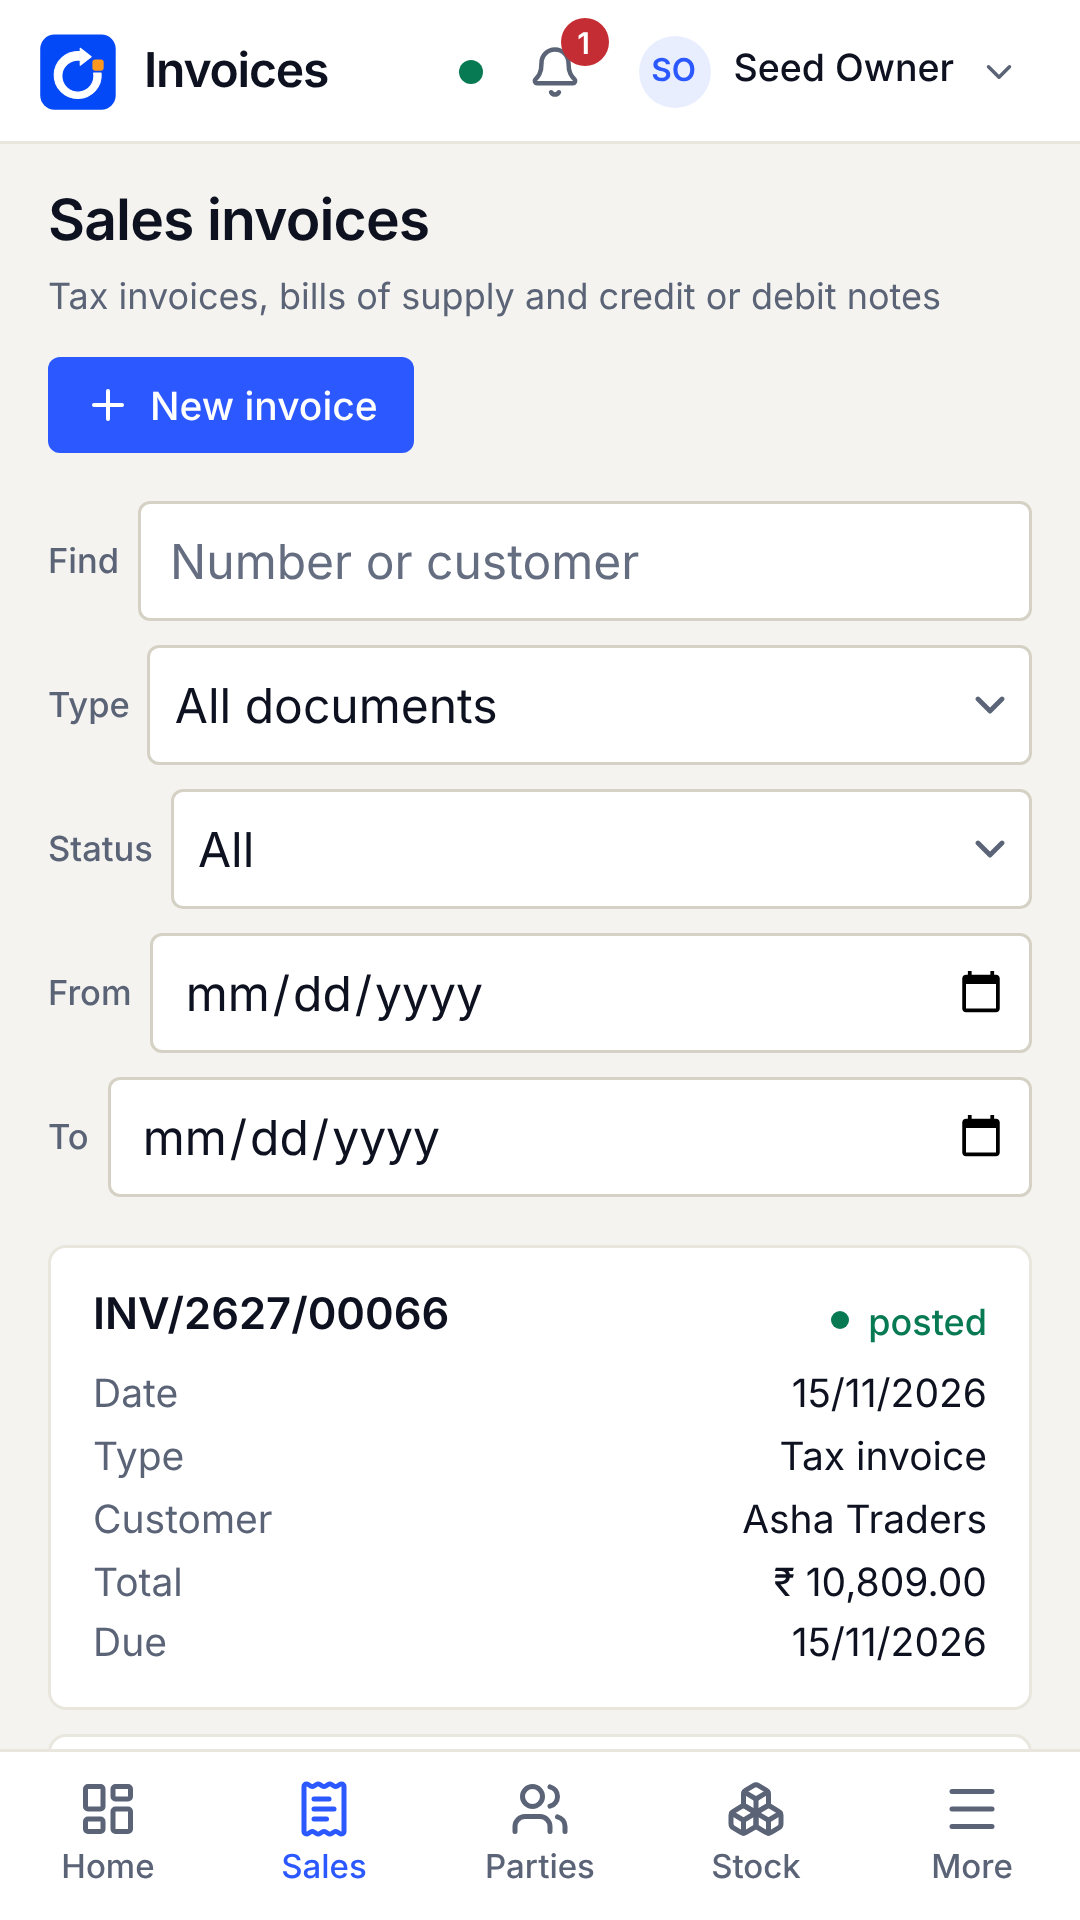 Invoices
1
SO
Seed Owner
Sales invoices
Tax invoices, bills of supply and credit or debit notes
New invoice
Find
Number or customer
Type
All documents
Status
All
From
mm/dd/yyyy
To
mm/dd/yyyy
INV/2627/00066
posted
Date 15/11/2026
Type Tax invoice
Customer Asha Traders
Total ₹ 10,809.00
Due 15/11/2026
Home Sales Parties Stock More